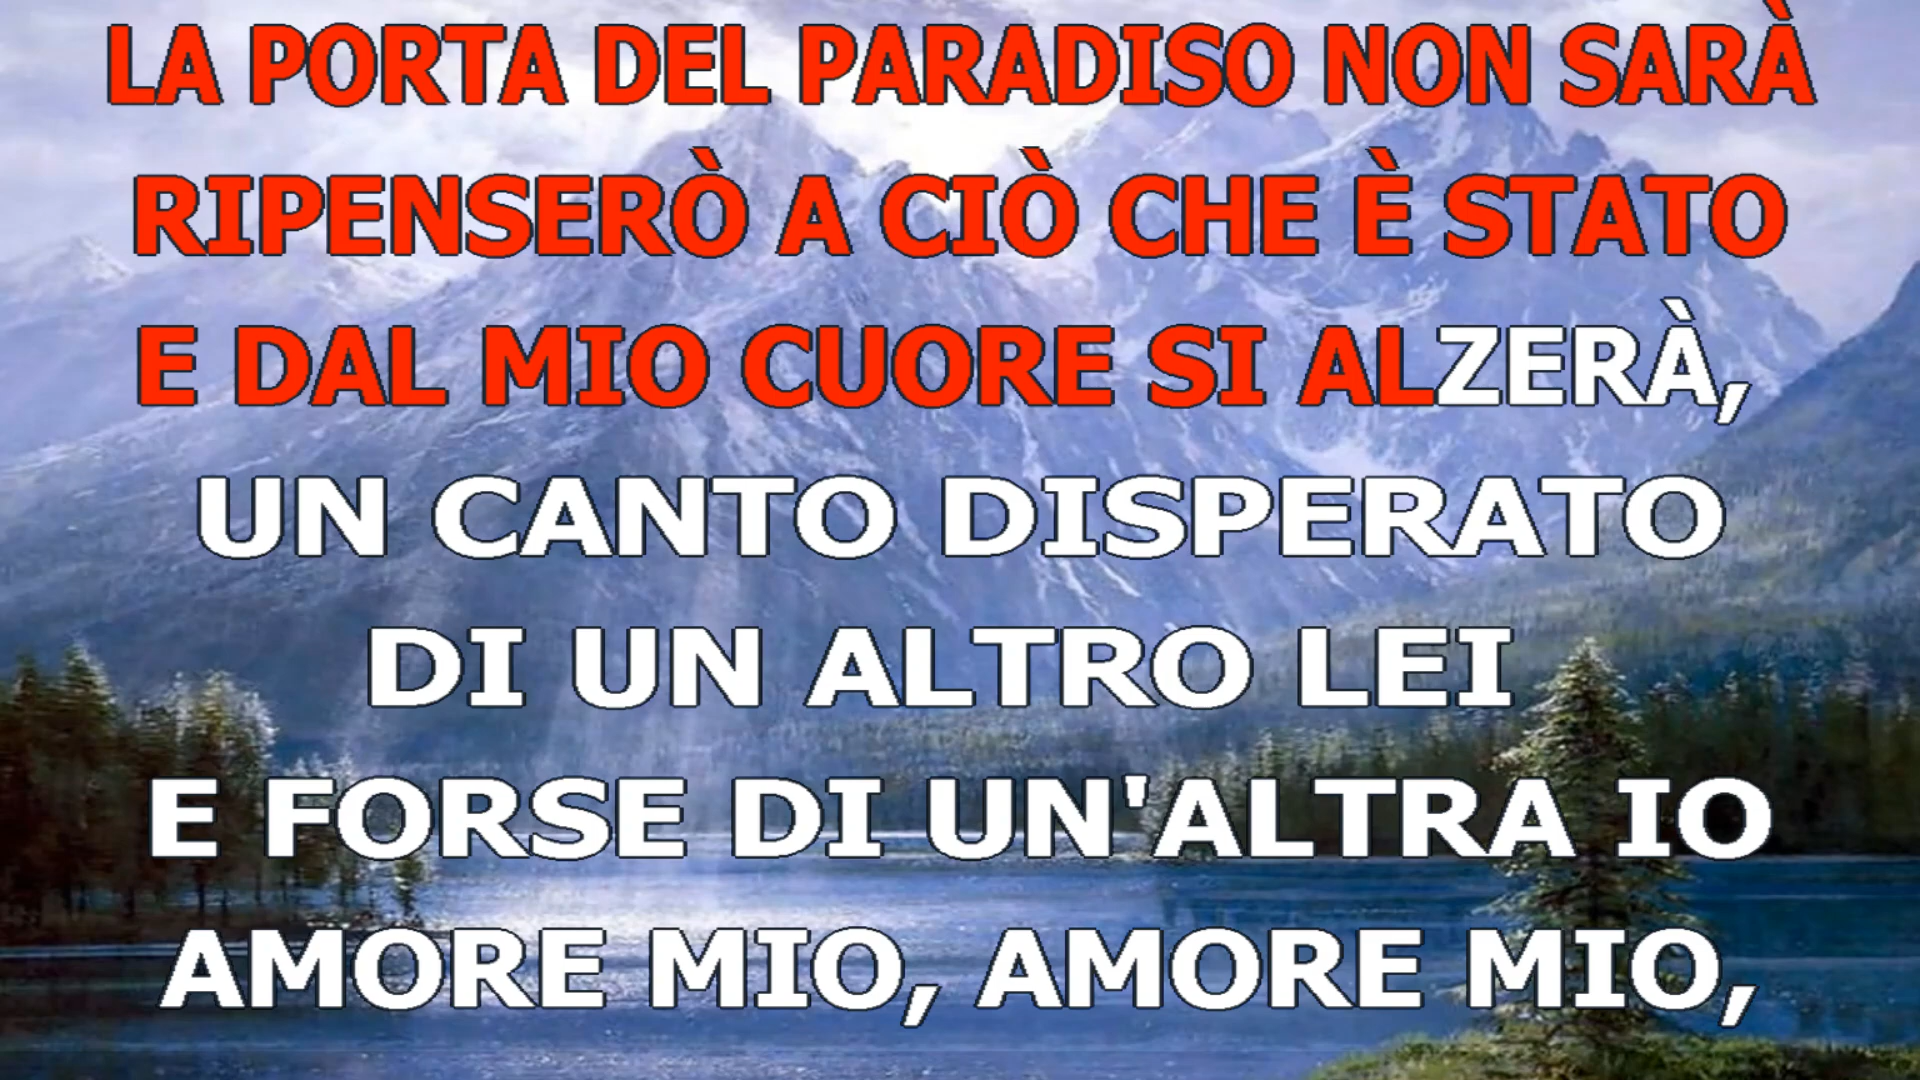 LA PORTA DEL PARADISO NON SARÀ
RIPENSERÒ A CIÒ CHE È STATO
E DAL MIO CUORE SI ALZERÀ,
UN CANTO DISPERATO
DI UN ALTRO LEI
E FORSE DI UN'ALTRA IO
AMORE MIO, AMORE MIO,